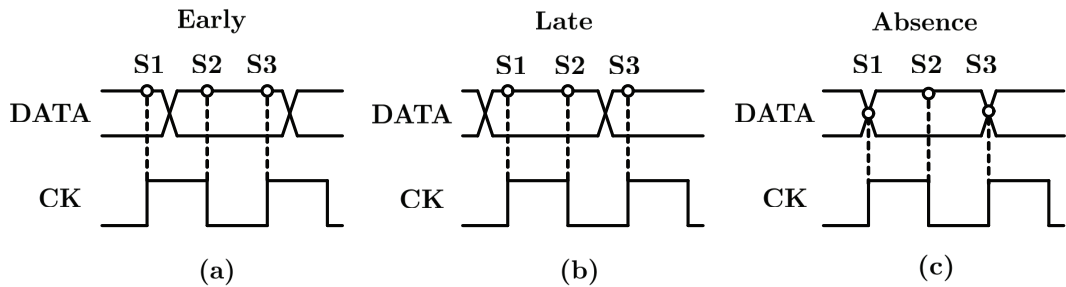 Early Late Absence
S1 S2 S3 S1 S2 S3 S1 S2 S3
DATA DATA DATA
CK CK CK
(a) (b) (c)